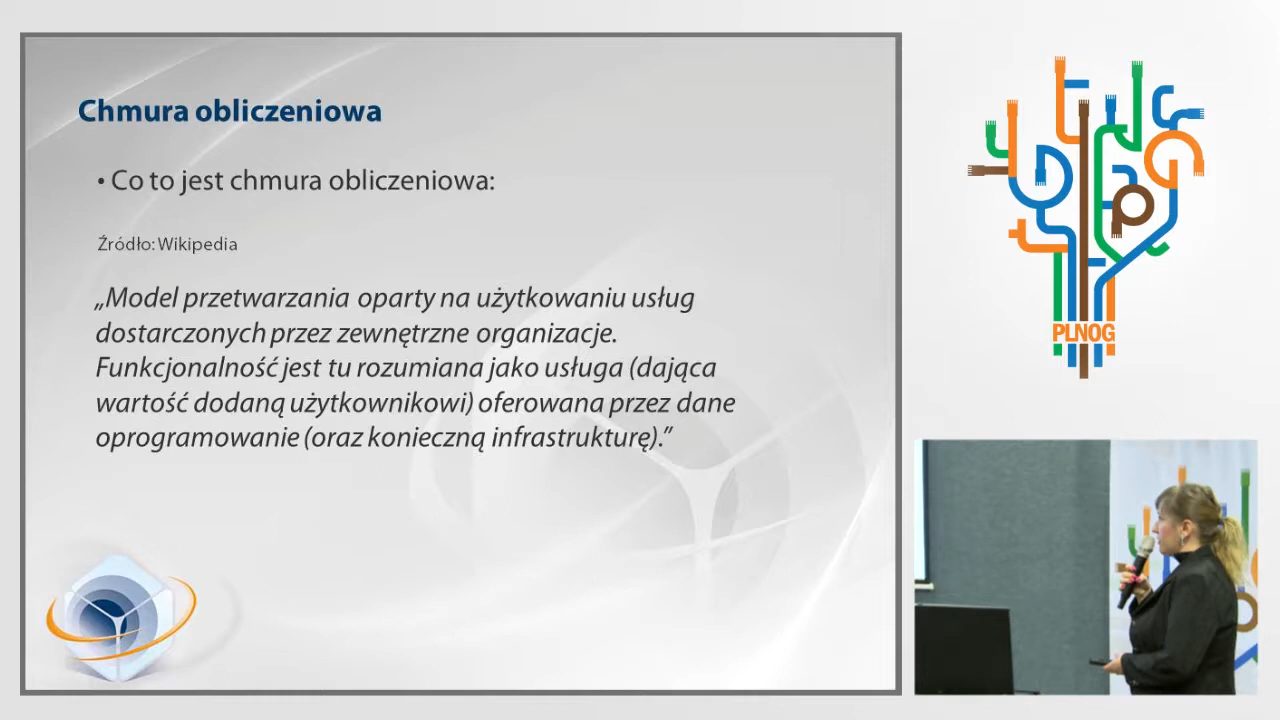 Chmura obliczeniowa
• Co to jest chmura obliczeniowa:
Źródło: Wikipedia
„Model przetwarzania oparty na użytkowaniu usług
dostarczonych przez zewnętrzne organizacje.
Funkcjonalność jest tu rozumiana jako usługa (dająca
wartość dodaną użytkownikowi) oferowana przez dane
oprogramowanie (oraz konieczną infrastrukturę).”
PLNOG